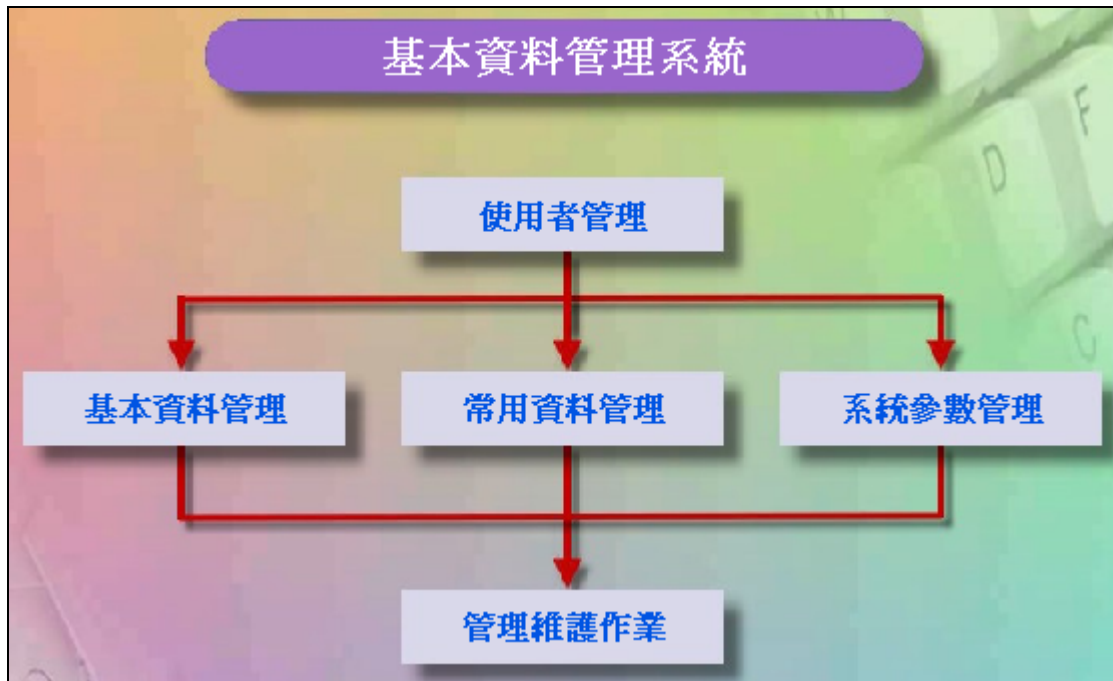 基本資料管理系統
使用者管理
基本資料管理
常用資料管理
系統參數管理
管理維護作業
D
F
C